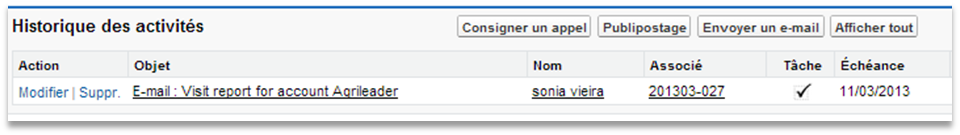 Historique des activités Consigner un appel Publipostage Envoyer un e-mail Afficher tout
Action Objet Nom Associé Tâche Échéance
Modifier | Suppr. E-mail : Visit report for account Agrileader sonia vieira 201303-027 ✓ 11/03/2013